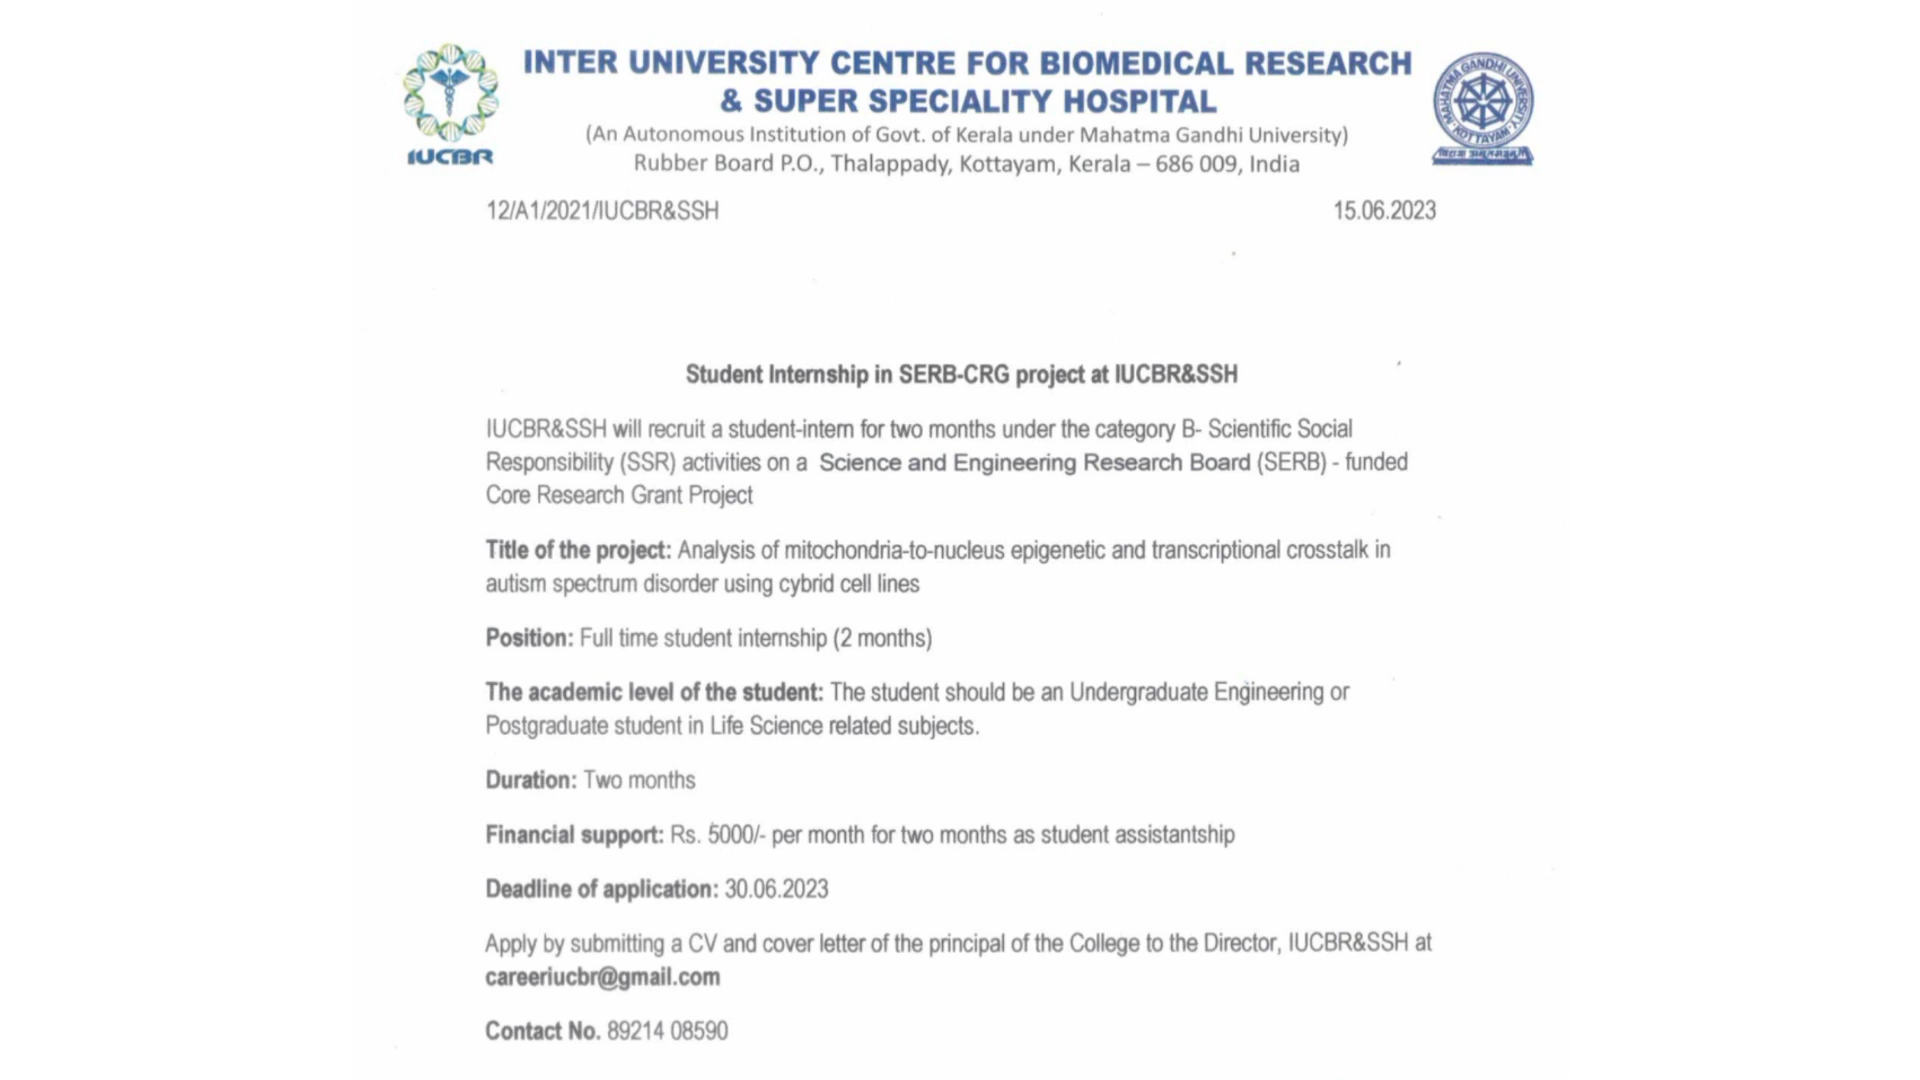 INTER UNIVERSITY CENTRE FOR BIOMEDICAL RESEARCH
& SUPER SPECIALITY HOSPITAL
(An Autonomous Institution of Govt. of Kerala under Mahatma Gandhi University)
Rubber Board P.O., Thalappady, Kottayam, Kerala – 686 009, India
IUCBR
MAHATMA GANDHI UNIVERSITY
KOTTAYAM
12/A1/2021/IUCBR&SSH 15.06.2023
Student Internship in SERB-CRG project at IUCBR&SSH
IUCBR&SSH will recruit a student-intern for two months under the category B- Scientific Social
Responsibility (SSR) activities on a Science and Engineering Research Board (SERB) - funded
Core Research Grant Project
Title of the project: Analysis of mitochondria-to-nucleus epigenetic and transcriptional crosstalk in
autism spectrum disorder using cybrid cell lines
Position: Full time student internship (2 months)
The academic level of the student: The student should be an Undergraduate Engineering or
Postgraduate student in Life Science related subjects.
Duration: Two months
Financial support: Rs. 5000/- per month for two months as student assistantship
Deadline of application: 30.06.2023
Apply by submitting a CV and cover letter of the principal of the College to the Director, IUCBR&SSH at
careeriucbr@gmail.com
Contact No. 89214 08590